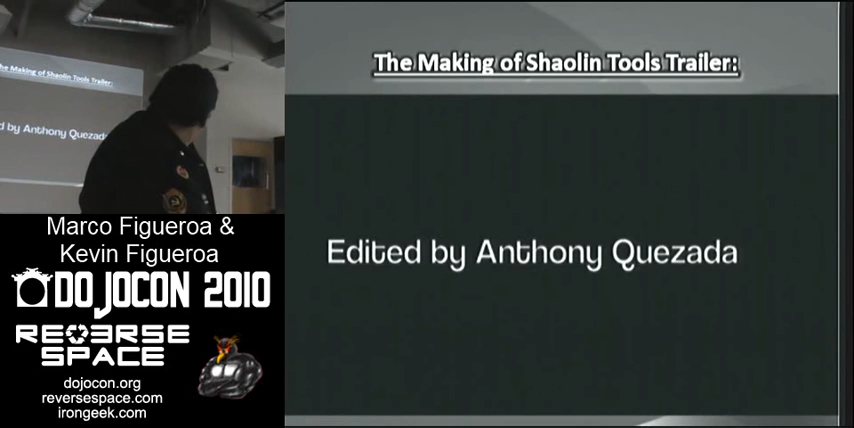 he Making of Shaolin Tools Trailer:
d by Anthony Quezada
Marco Figueroa &
Kevin Figueroa
DOJOCON 2010
REVERSE
SPACE
dojocon.org
reversespace.com
irongeek.com
The Making of Shaolin Tools Trailer:
Edited by Anthony Quezada